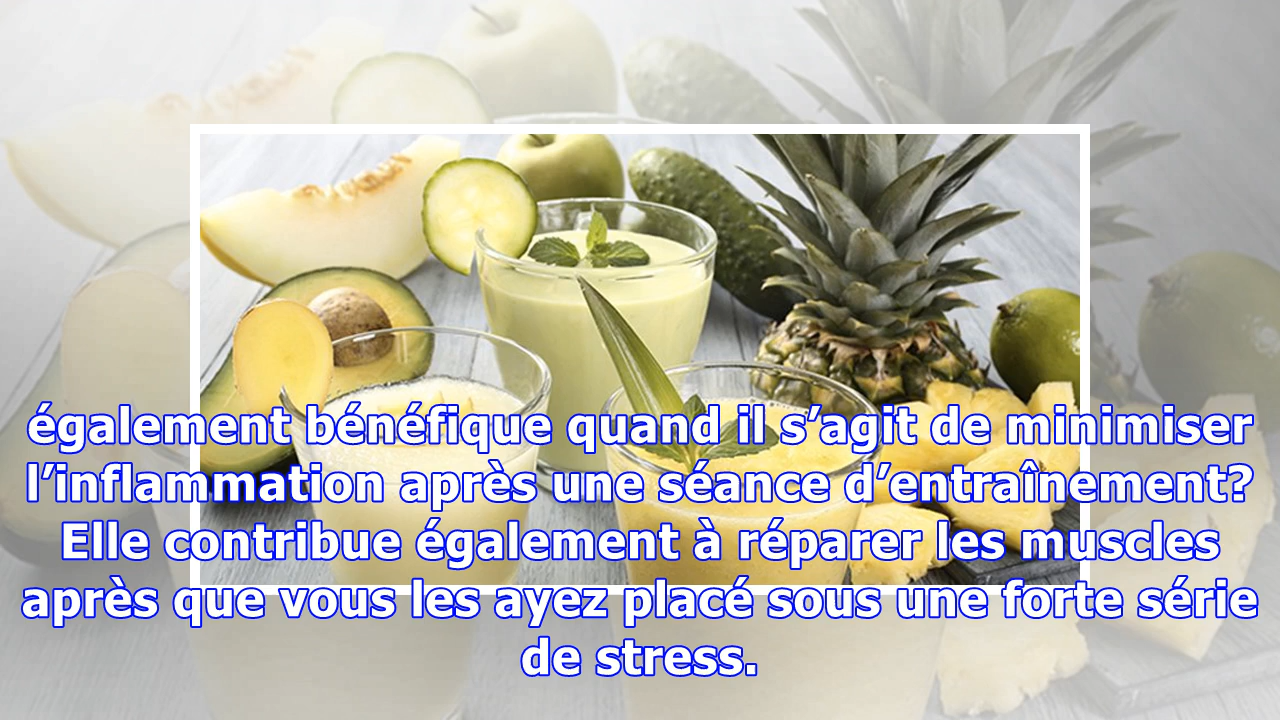 également bénéfique quand il s’agit de minimiser
l’inflammation après une séance d’entraînement?
Elle contribue également à réparer les muscles
après que vous les ayez placé sous une forte série
de stress.